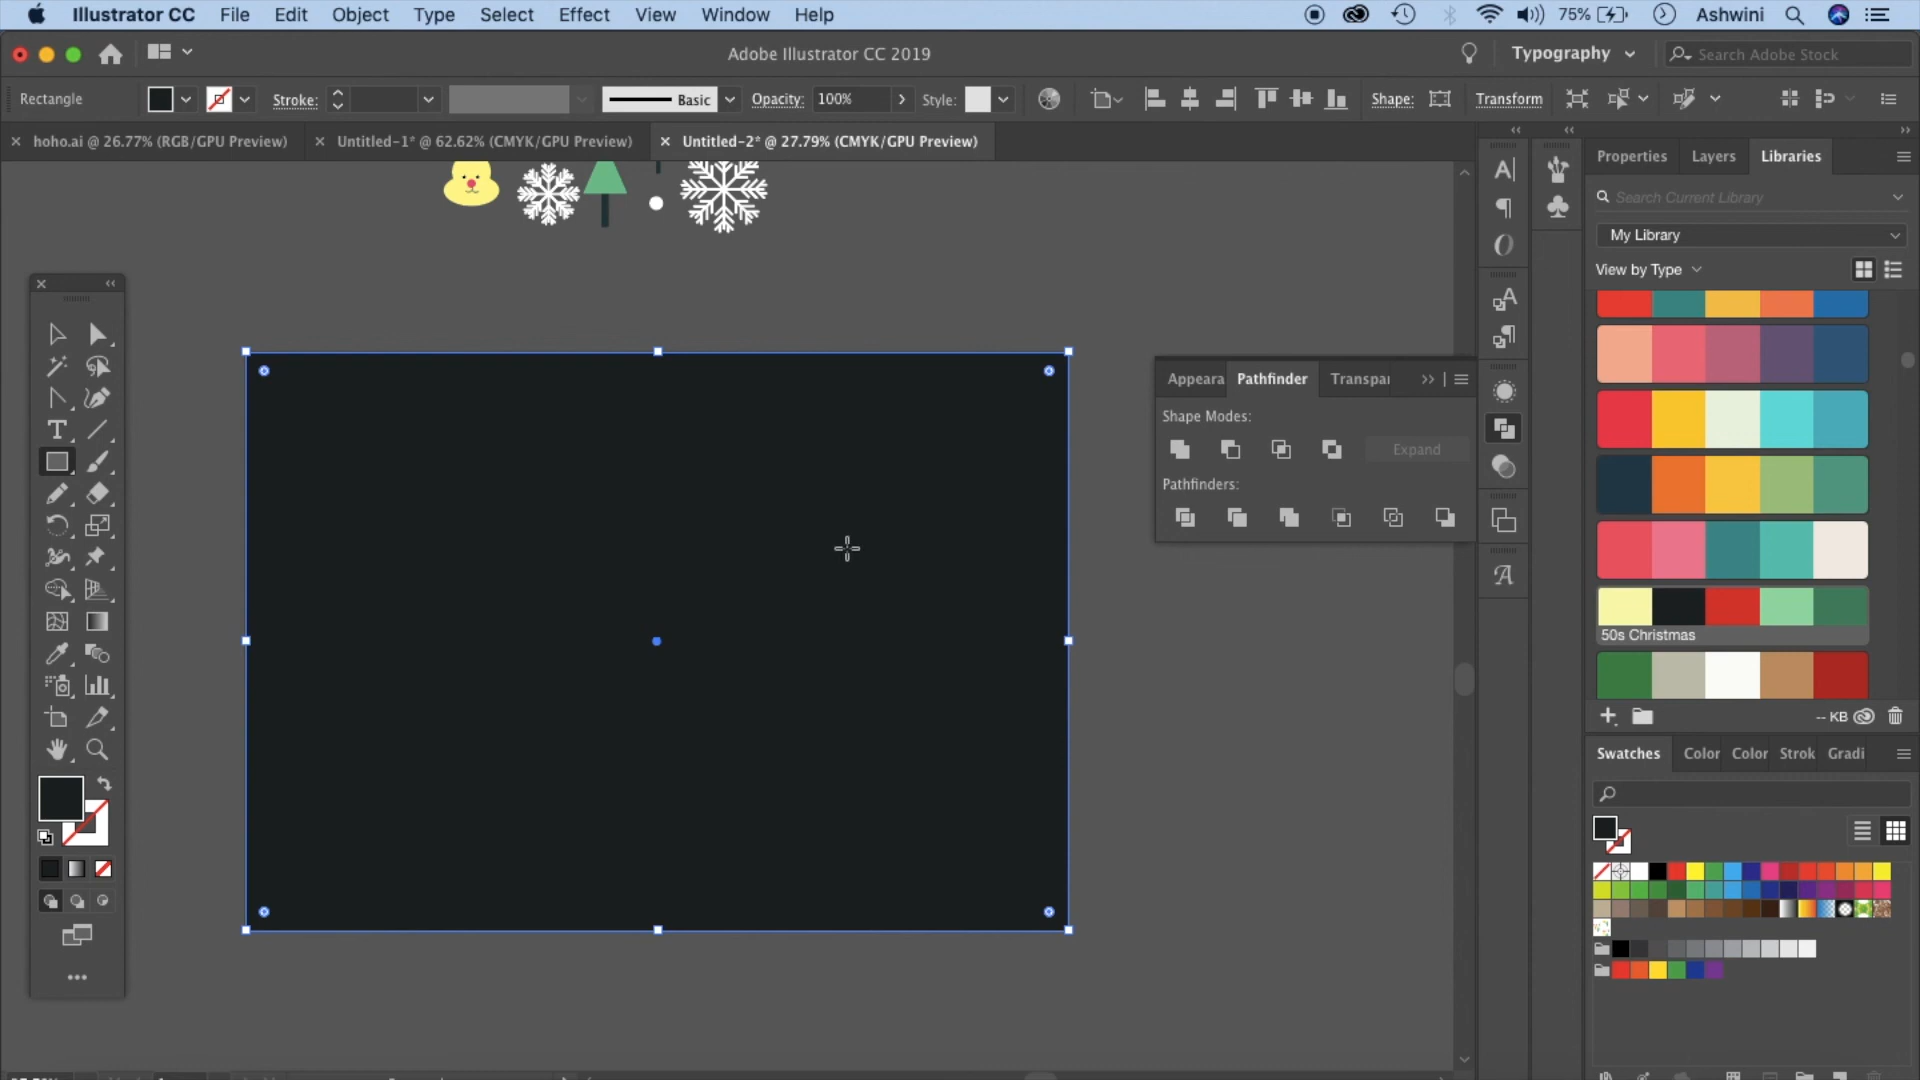 Illustrator CC File Edit Object Type Select Effect View Window Help 75% Ashwini
Adobe Illustrator CC 2019 Typography Search Adobe Stock
Rectangle Stroke: Basic Opacity: 100% Style: Shape: Transform
hoho.ai @ 26.77% (RGB/GPU Preview) Untitled-1* @ 62.62% (CMYK/GPU Preview) Untitled-2* @ 27.79% (CMYK/GPU Preview)
Properties Layers Libraries
Search Current Library
My Library
View by Type
Appeara Pathfinder Transpar
Shape Modes:
Expand
Pathfinders:
50s Christmas
-- KB
Swatches Color Color Strok Gradi